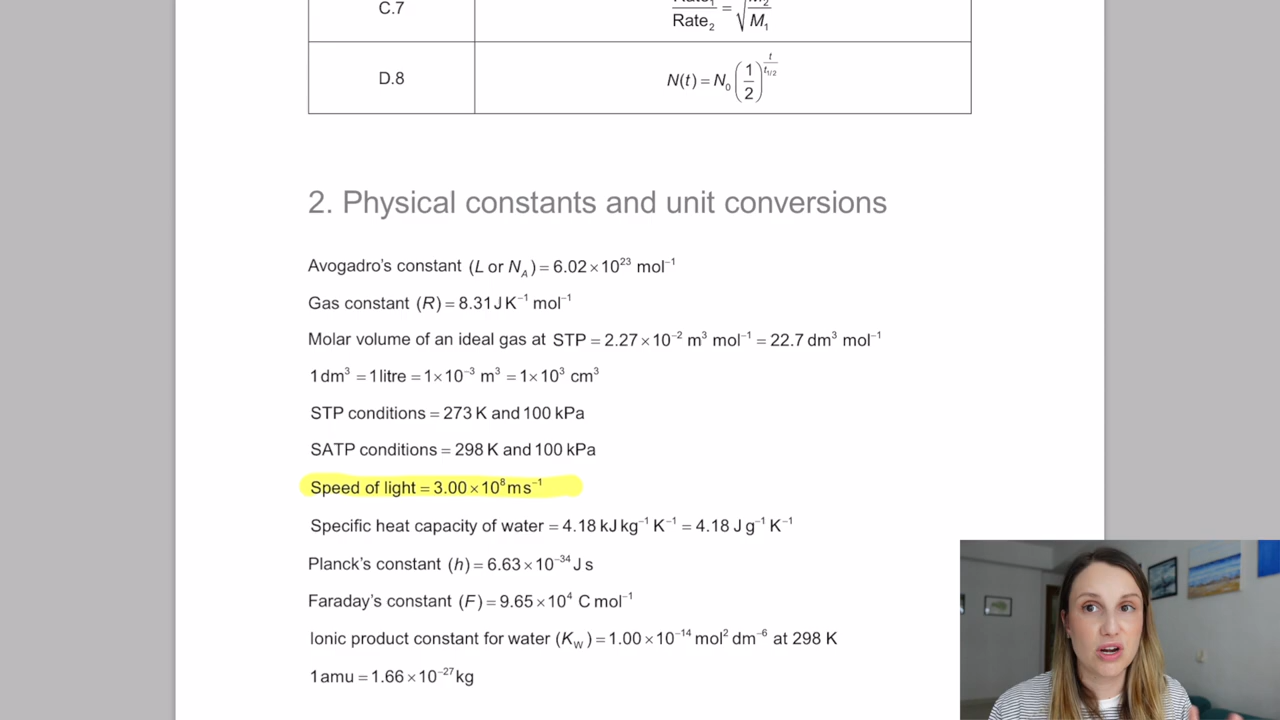 C.7
Rate₂ = √ M₁
D.8
N(t) = N₀ (1/2)^(t/t₁/₂)
2. Physical constants and unit conversions
Avogadro's constant (L or N_A) = 6.02 × 10²³ mol⁻¹
Gas constant (R) = 8.31 J K⁻¹ mol⁻¹
Molar volume of an ideal gas at STP = 2.27 × 10⁻² m³ mol⁻¹ = 22.7 dm³ mol⁻¹
1 dm³ = 1 litre = 1 × 10⁻³ m³ = 1 × 10³ cm³
STP conditions = 273 K and 100 kPa
SATP conditions = 298 K and 100 kPa
Speed of light = 3.00 × 10⁸ m s⁻¹
Specific heat capacity of water = 4.18 kJ kg⁻¹ K⁻¹ = 4.18 J g⁻¹ K⁻¹
Planck's constant (h) = 6.63 × 10⁻³⁴ J s
Faraday's constant (F) = 9.65 × 10⁴ C mol⁻¹
Ionic product constant for water (K_W) = 1.00 × 10⁻¹⁴ mol² dm⁻⁶ at 298 K
1 amu = 1.66 × 10⁻²⁷ kg